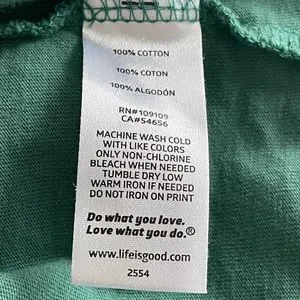 100% COTTON
100% COTON
100% ALGODÓN
RN#109109
CA#54656
MACHINE WASH COLD
WITH LIKE COLORS
ONLY NON-CHLORINE
BLEACH WHEN NEEDED
TUMBLE DRY LOW
WARM IRON IF NEEDED
DO NOT IRON ON PRINT
Do what you love.
Love what you do.®
www.lifeisgood.com
2554